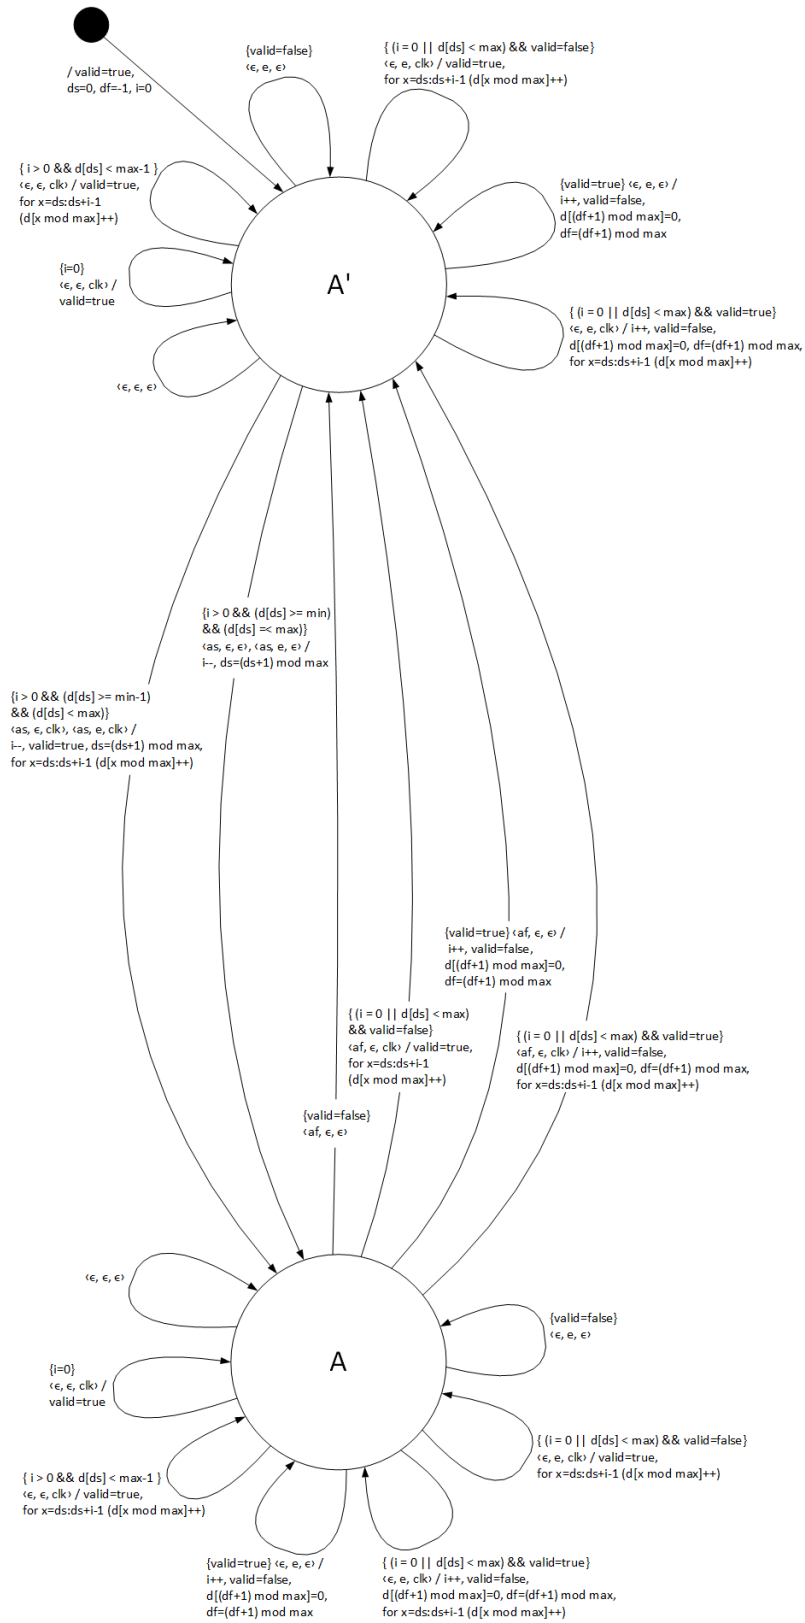 / valid=true,
ds=0, df=-1, i=0
{valid=false}
‹ϵ, e, ϵ›
{ (i = 0 || d[ds] < max) && valid=false}
‹ϵ, e, clk› / valid=true,
for x=ds:ds+i-1 (d[x mod max]++)
{ i > 0 && d[ds] < max-1 }
‹ϵ, ϵ, clk› / valid=true,
for x=ds:ds+i-1
(d[x mod max]++)
{valid=true} ‹ϵ, e, ϵ› /
i++, valid=false,
d[(df+1) mod max]=0,
df=(df+1) mod max
{i=0}
‹ϵ, ϵ, clk› /
valid=true
A'
{ (i = 0 || d[ds] < max) && valid=true}
‹ϵ, e, clk› / i++, valid=false,
d[(df+1) mod max]=0, df=(df+1) mod max,
for x=ds:ds+i-1 (d[x mod max]++)
‹ϵ, ϵ, ϵ›
{i > 0 && (d[ds] >= min)
&& (d[ds] =< max)}
‹as, ϵ, ϵ›, ‹as, e, ϵ› /
i--, ds=(ds+1) mod max
{i > 0 && (d[ds] >= min-1)
&& (d[ds] < max)}
‹as, ϵ, clk›, ‹as, e, clk› /
i--, valid=true, ds=(ds+1) mod max,
for x=ds:ds+i-1 (d[x mod max]++)
{valid=true} ‹af, ϵ, ϵ› /
i++, valid=false,
d[(df+1) mod max]=0,
df=(df+1) mod max
{ (i = 0 || d[ds] < max)
&& valid=false}
‹af, ϵ, clk› / valid=true,
for x=ds:ds+i-1
(d[x mod max]++)
{ (i = 0 || d[ds] < max) && valid=true}
‹af, ϵ, clk› / i++, valid=false,
d[(df+1) mod max]=0, df=(df+1) mod max,
for x=ds:ds+i-1 (d[x mod max]++)
{valid=false}
‹af, ϵ, ϵ›
‹ϵ, ϵ, ϵ›
{valid=false}
‹ϵ, e, ϵ›
A
{i=0}
‹ϵ, ϵ, clk› /
valid=true
{ (i = 0 || d[ds] < max) && valid=false}
‹ϵ, e, clk› / valid=true,
for x=ds:ds+i-1 (d[x mod max]++)
{ i > 0 && d[ds] < max-1 }
‹ϵ, ϵ, clk› / valid=true,
for x=ds:ds+i-1 (d[x mod max]++)
{valid=true} ‹ϵ, e, ϵ› /
i++, valid=false,
d[(df+1) mod max]=0,
df=(df+1) mod max
{ (i = 0 || d[ds] < max) && valid=true}
‹ϵ, e, clk› / i++, valid=false,
d[(df+1) mod max]=0, df=(df+1) mod max,
for x=ds:ds+i-1 (d[x mod max]++)